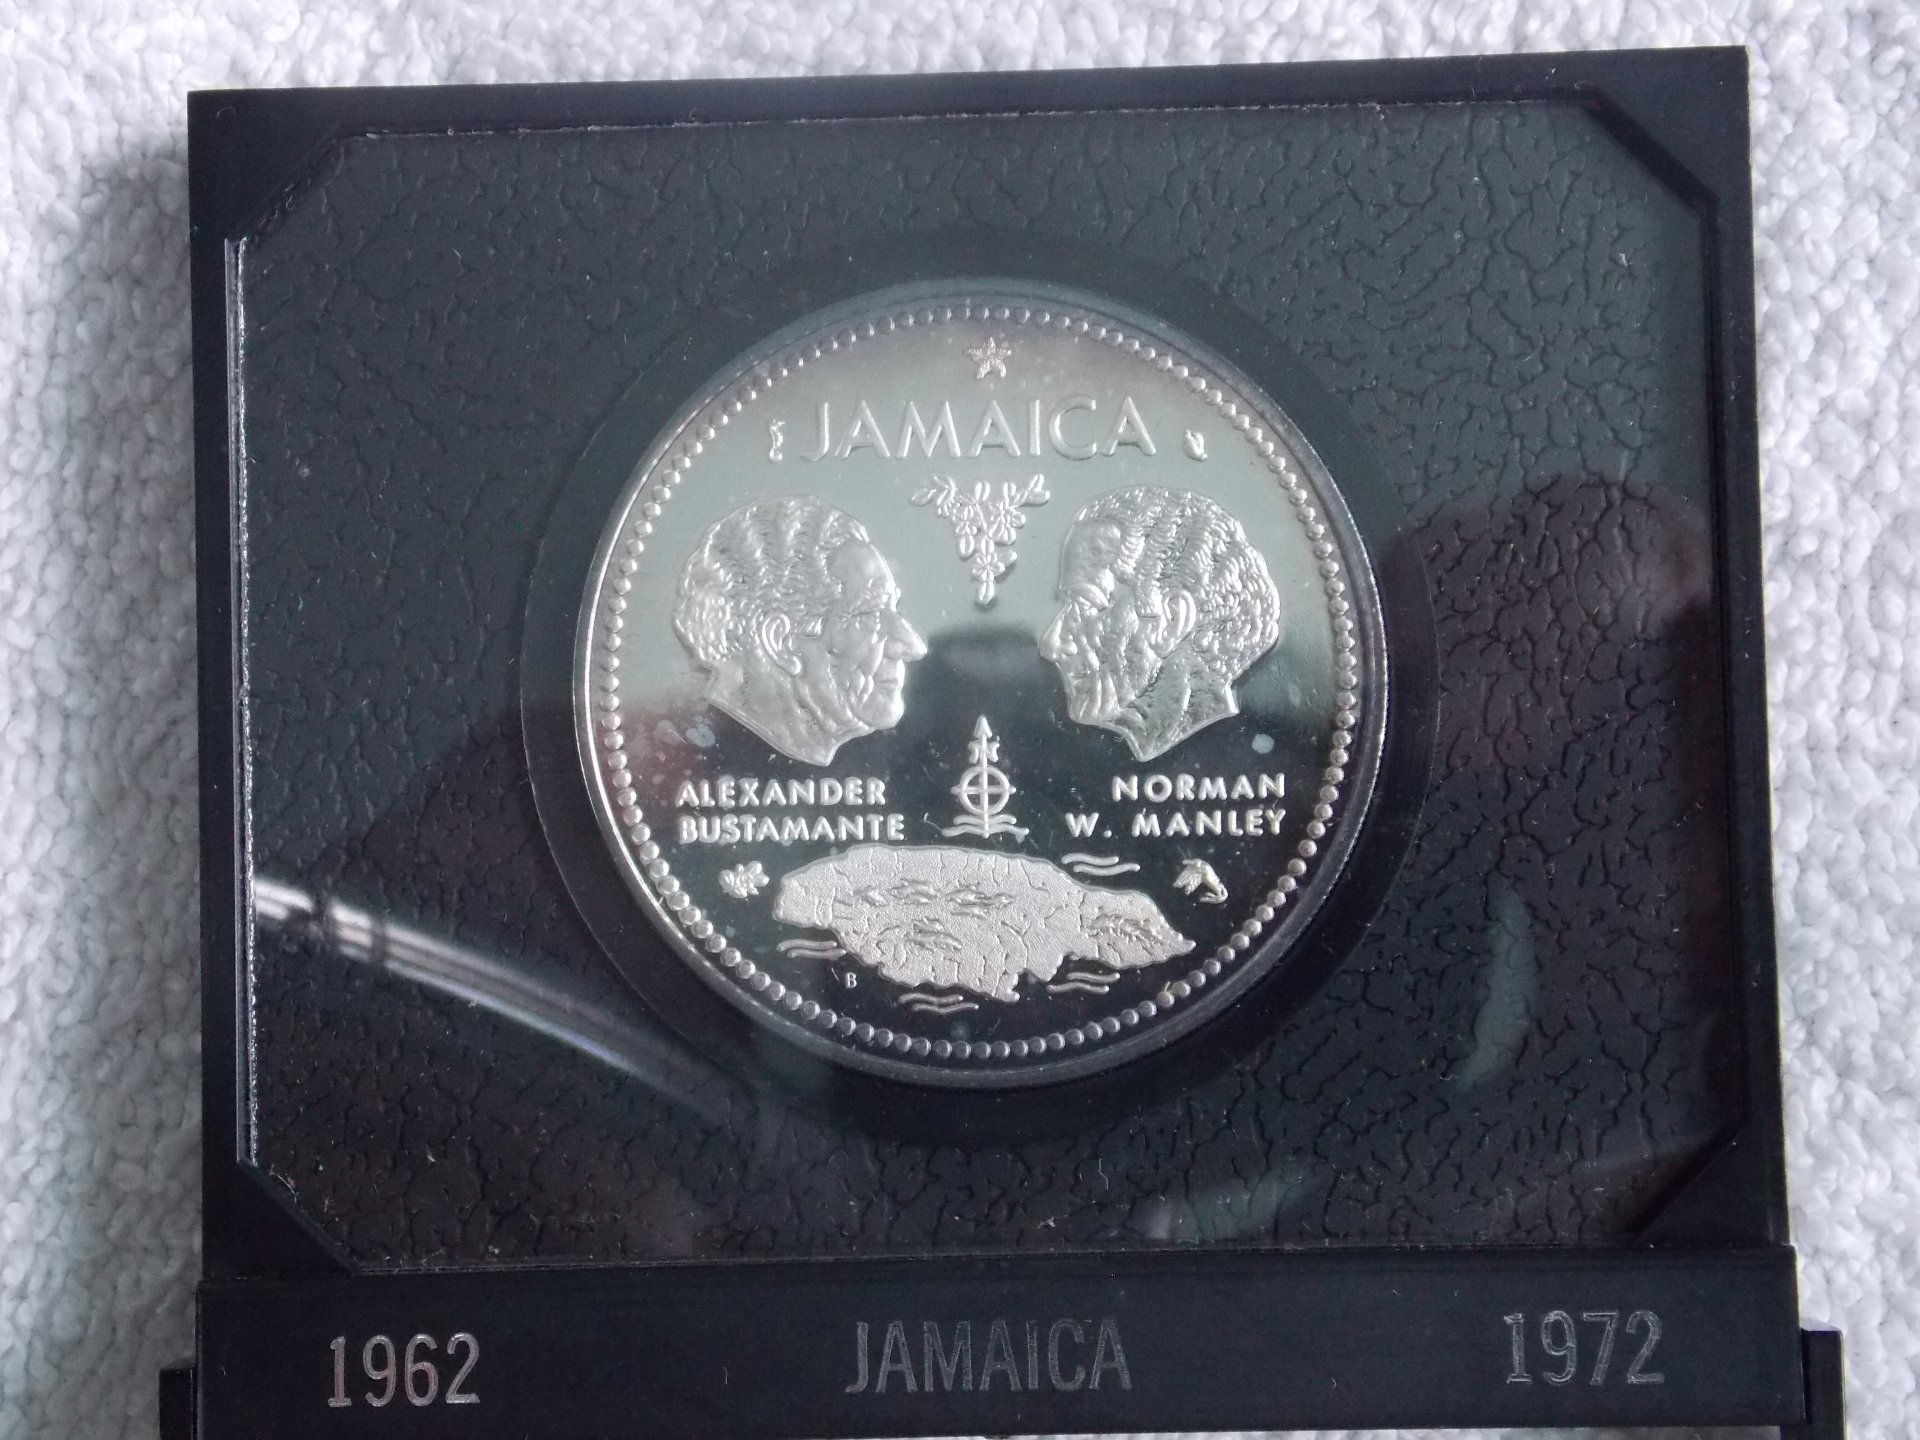 JAMAICA
ALEXANDER
BUSTAMANTE
NORMAN
W. MANLEY
B
1962 JAMAICA 1972